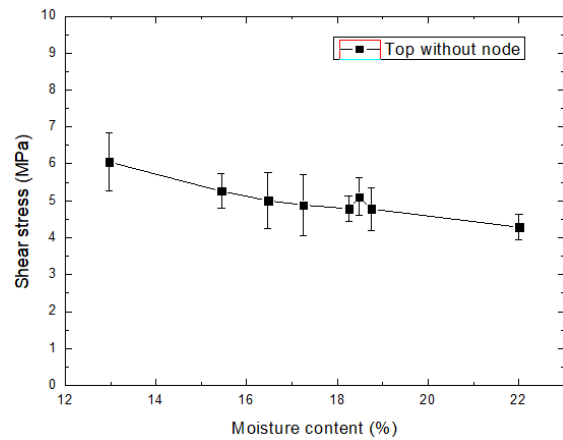 10
9
8
7
6
5
4
3
2
1
0
Shear stress (MPa)
Top without node
12 14 16 18 20 22
Moisture content (%)